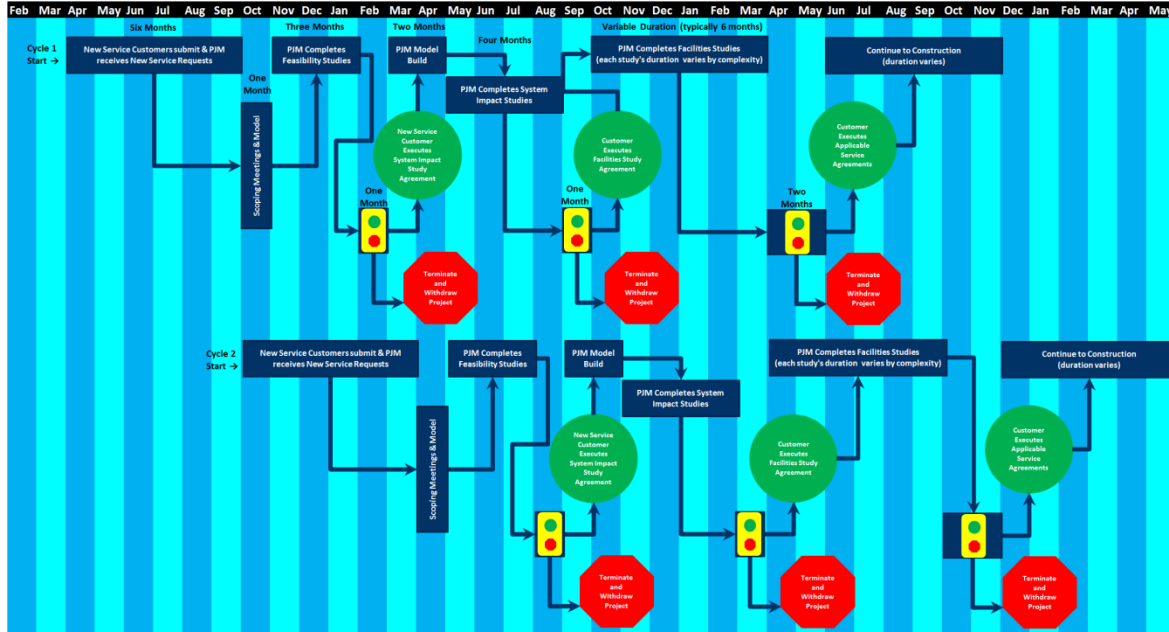 Feb Mar Apr May Jun Jul Aug Sep Oct Nov Dec Jan Feb Mar Apr May Jun Jul Aug Sep Oct Nov Dec Jan Feb Mar Apr May Jun Jul Aug Sep Oct Nov Dec Jan Feb Mar Apr Mar
Six Months
Three Months
Two Months
Four Months
Variable Duration (typically 6 months)
Cycle 1
Start →
New Service Customers submit & PJM
receives New Service Requests
One
Month
Scoping Meetings & Model
PJM Completes
Feasibility Studies
PJM Model
Build
PJM Completes System
Impact Studies
PJM Completes Facilities Studies
(each study's duration varies by complexity)
Continue to Construction
(duration varies)
New Service
Customer
Executes
System Impact
Study
Agreement
Customer
Executes
Facilities Study
Agreement
Customer
Executes
Applicable
Service
Agreements
One
Month
One
Month
Two
Months
Terminate
and
Withdraw
Project
Terminate
and
Withdraw
Project
Terminate
and
Withdraw
Project
Cycle 2
Start →
New Service Customers submit & PJM
receives New Service Requests
Scoping Meetings & Model
PJM Completes
Feasibility Studies
PJM Model
Build
PJM Completes System
Impact Studies
PJM Completes Facilities Studies
(each study's duration varies by complexity)
Continue to Construction
(duration varies)
New Service
Customer
Executes
System Impact
Study
Agreement
Customer
Executes
Facilities Study
Agreement
Customer
Executes
Applicable
Service
Agreements
Terminate
and
Withdraw
Project
Terminate
and
Withdraw
Project
Terminate
and
Withdraw
Project